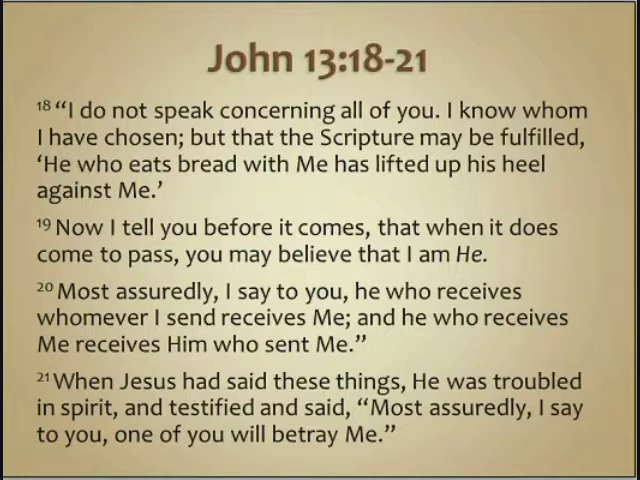 John 13:18-21
18 “I do not speak concerning all of you. I know whom
I have chosen; but that the Scripture may be fulfilled,
‘He who eats bread with Me has lifted up his heel
against Me.’
19 Now I tell you before it comes, that when it does
come to pass, you may believe that I am He.
20 Most assuredly, I say to you, he who receives
whomever I send receives Me; and he who receives
Me receives Him who sent Me.”
21 When Jesus had said these things, He was troubled
in spirit, and testified and said, “Most assuredly, I say
to you, one of you will betray Me.”